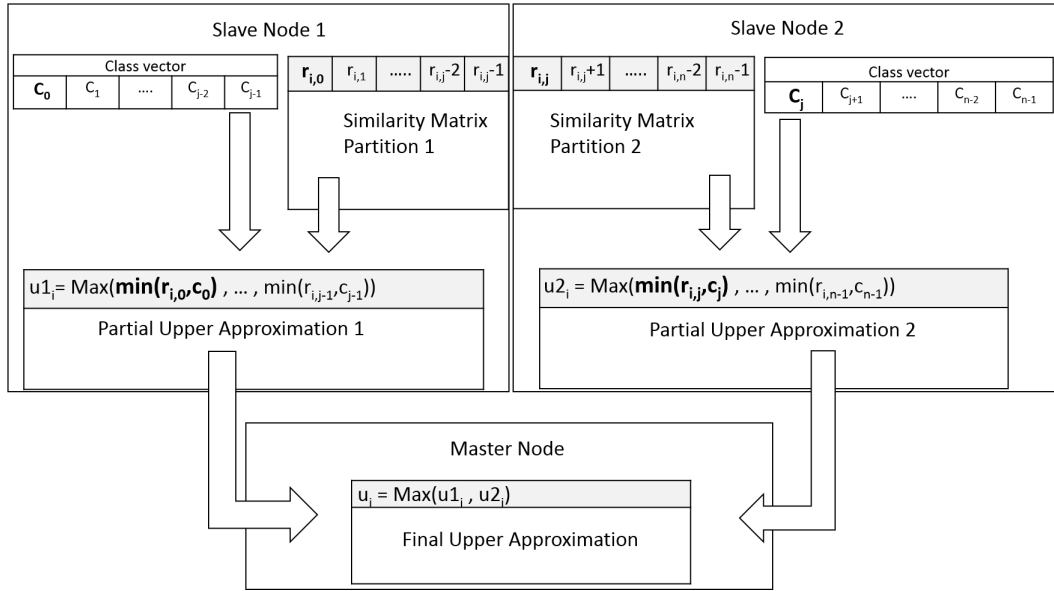 Slave Node 1
Class vector
C₀ C₁ .... Cⱼ₋₂ Cⱼ₋₁
rᵢ,₀ rᵢ,₁ ..... rᵢ,ⱼ-2 rᵢ,ⱼ-1
Similarity Matrix
Partition 1
u1ᵢ= Max(min(rᵢ,₀,c₀) , ... , min(rᵢ,ⱼ₋₁,cⱼ₋₁))
Partial Upper Approximation 1
Slave Node 2
rᵢ,ⱼ rᵢ,ⱼ+1 ..... rᵢ,ₙ-2 rᵢ,ₙ-1
Class vector
Cⱼ Cⱼ₊₁ .... Cₙ₋₂ Cₙ₋₁
Similarity Matrix
Partition 2
u2ᵢ = Max(min(rᵢ,ⱼ,cⱼ) , ... , min(rᵢ,ₙ₋₁,cₙ₋₁))
Partial Upper Approximation 2
Master Node
uᵢ = Max(u1ᵢ , u2ᵢ)
Final Upper Approximation